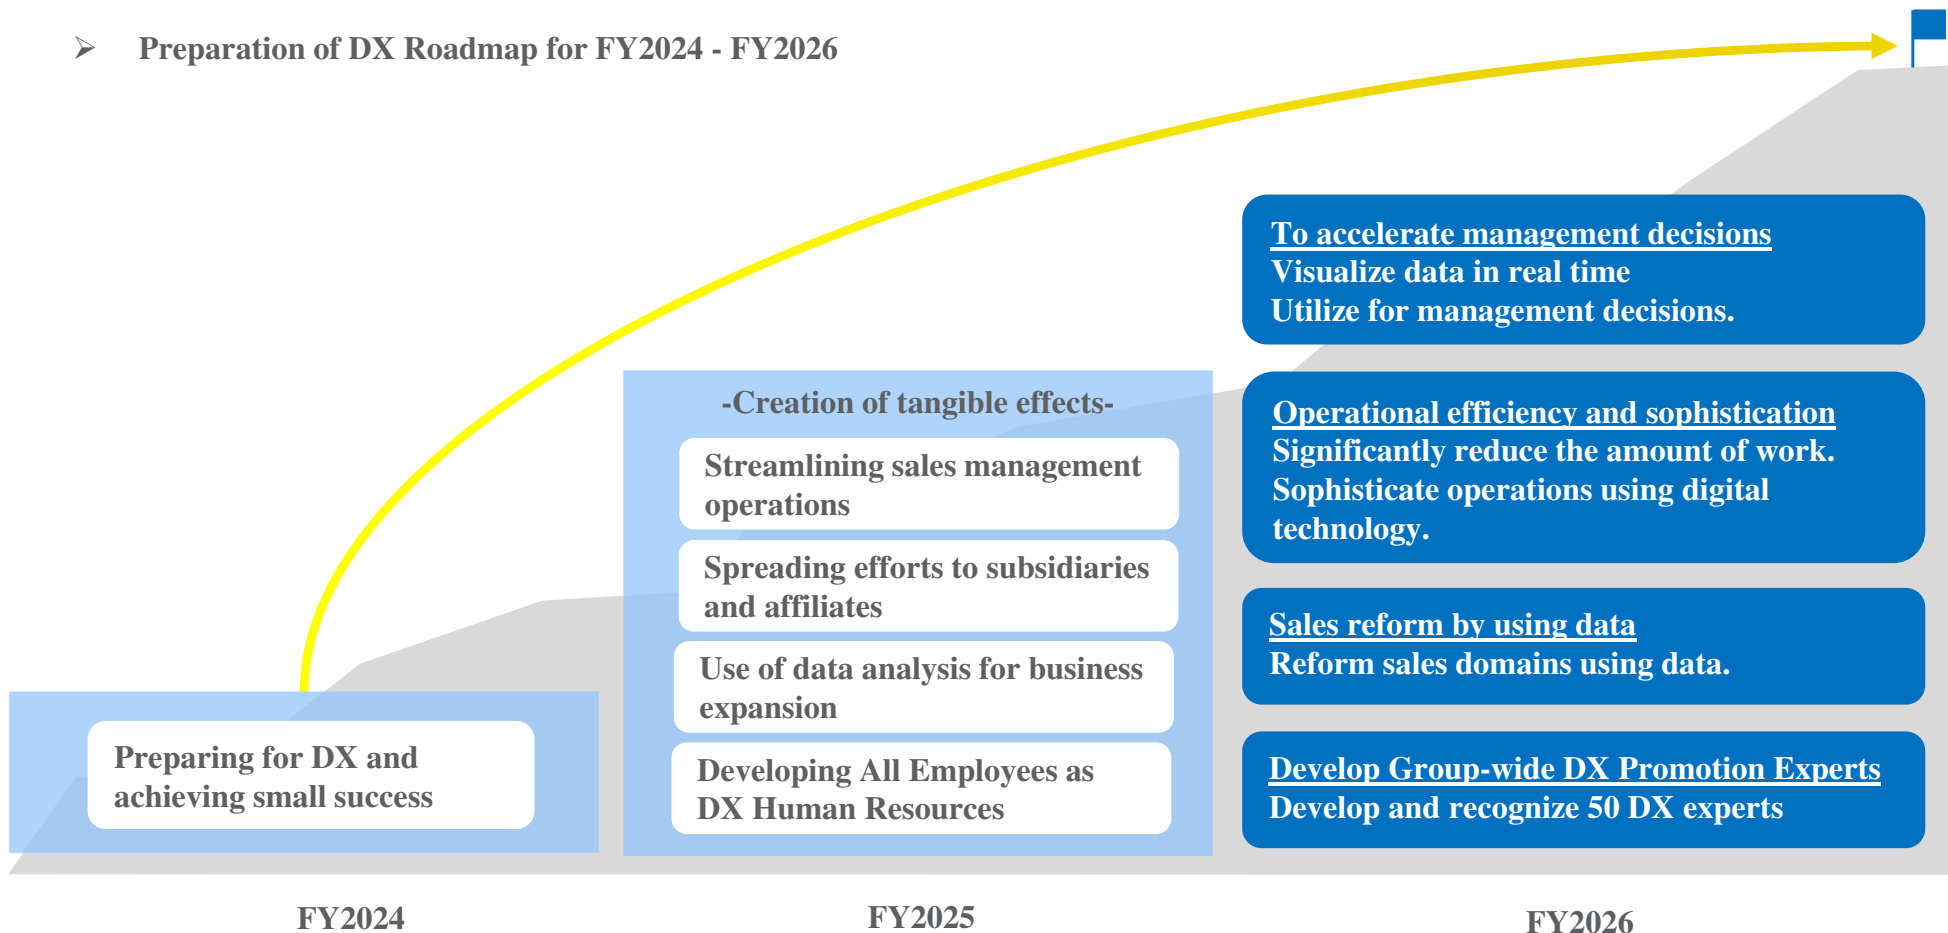 ➢ Preparation of DX Roadmap for FY2024 - FY2026
Preparing for DX and
achieving small success
-Creation of tangible effects-
Streamlining sales management
operations
Spreading efforts to subsidiaries
and affiliates
Use of data analysis for business
expansion
Developing All Employees as
DX Human Resources
To accelerate management decisions
Visualize data in real time
Utilize for management decisions.
Operational efficiency and sophistication
Significantly reduce the amount of work.
Sophisticate operations using digital
technology.
Sales reform by using data
Reform sales domains using data.
Develop Group-wide DX Promotion Experts
Develop and recognize 50 DX experts
FY2024
FY2025
FY2026